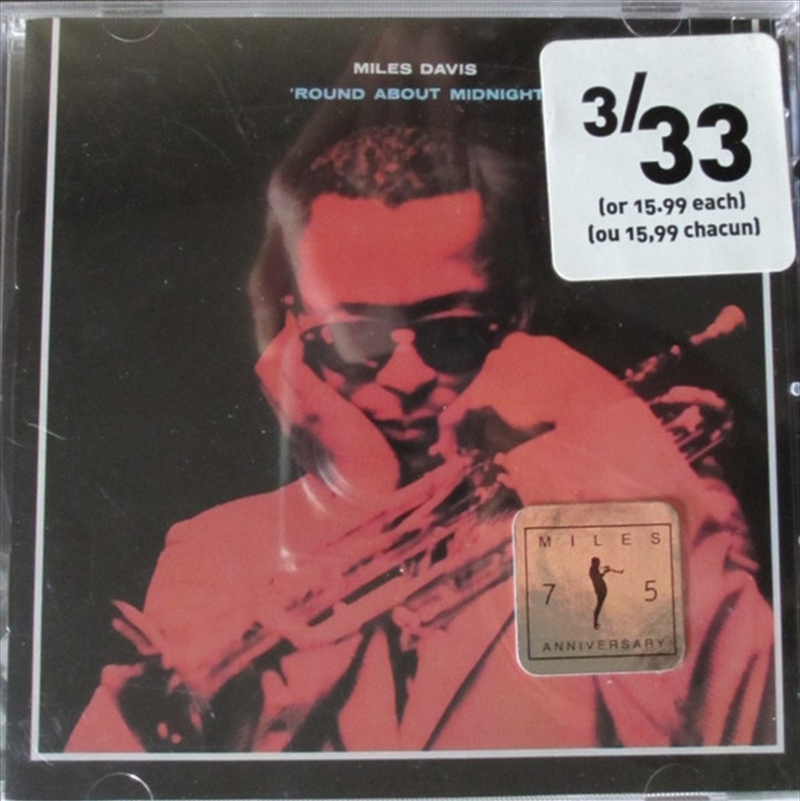 MILES DAVIS
'ROUND ABOUT MIDNIGHT
3/33
(or 15.99 each)
(ou 15,99 chacun)
MILES
7 5
ANNIVERSARY